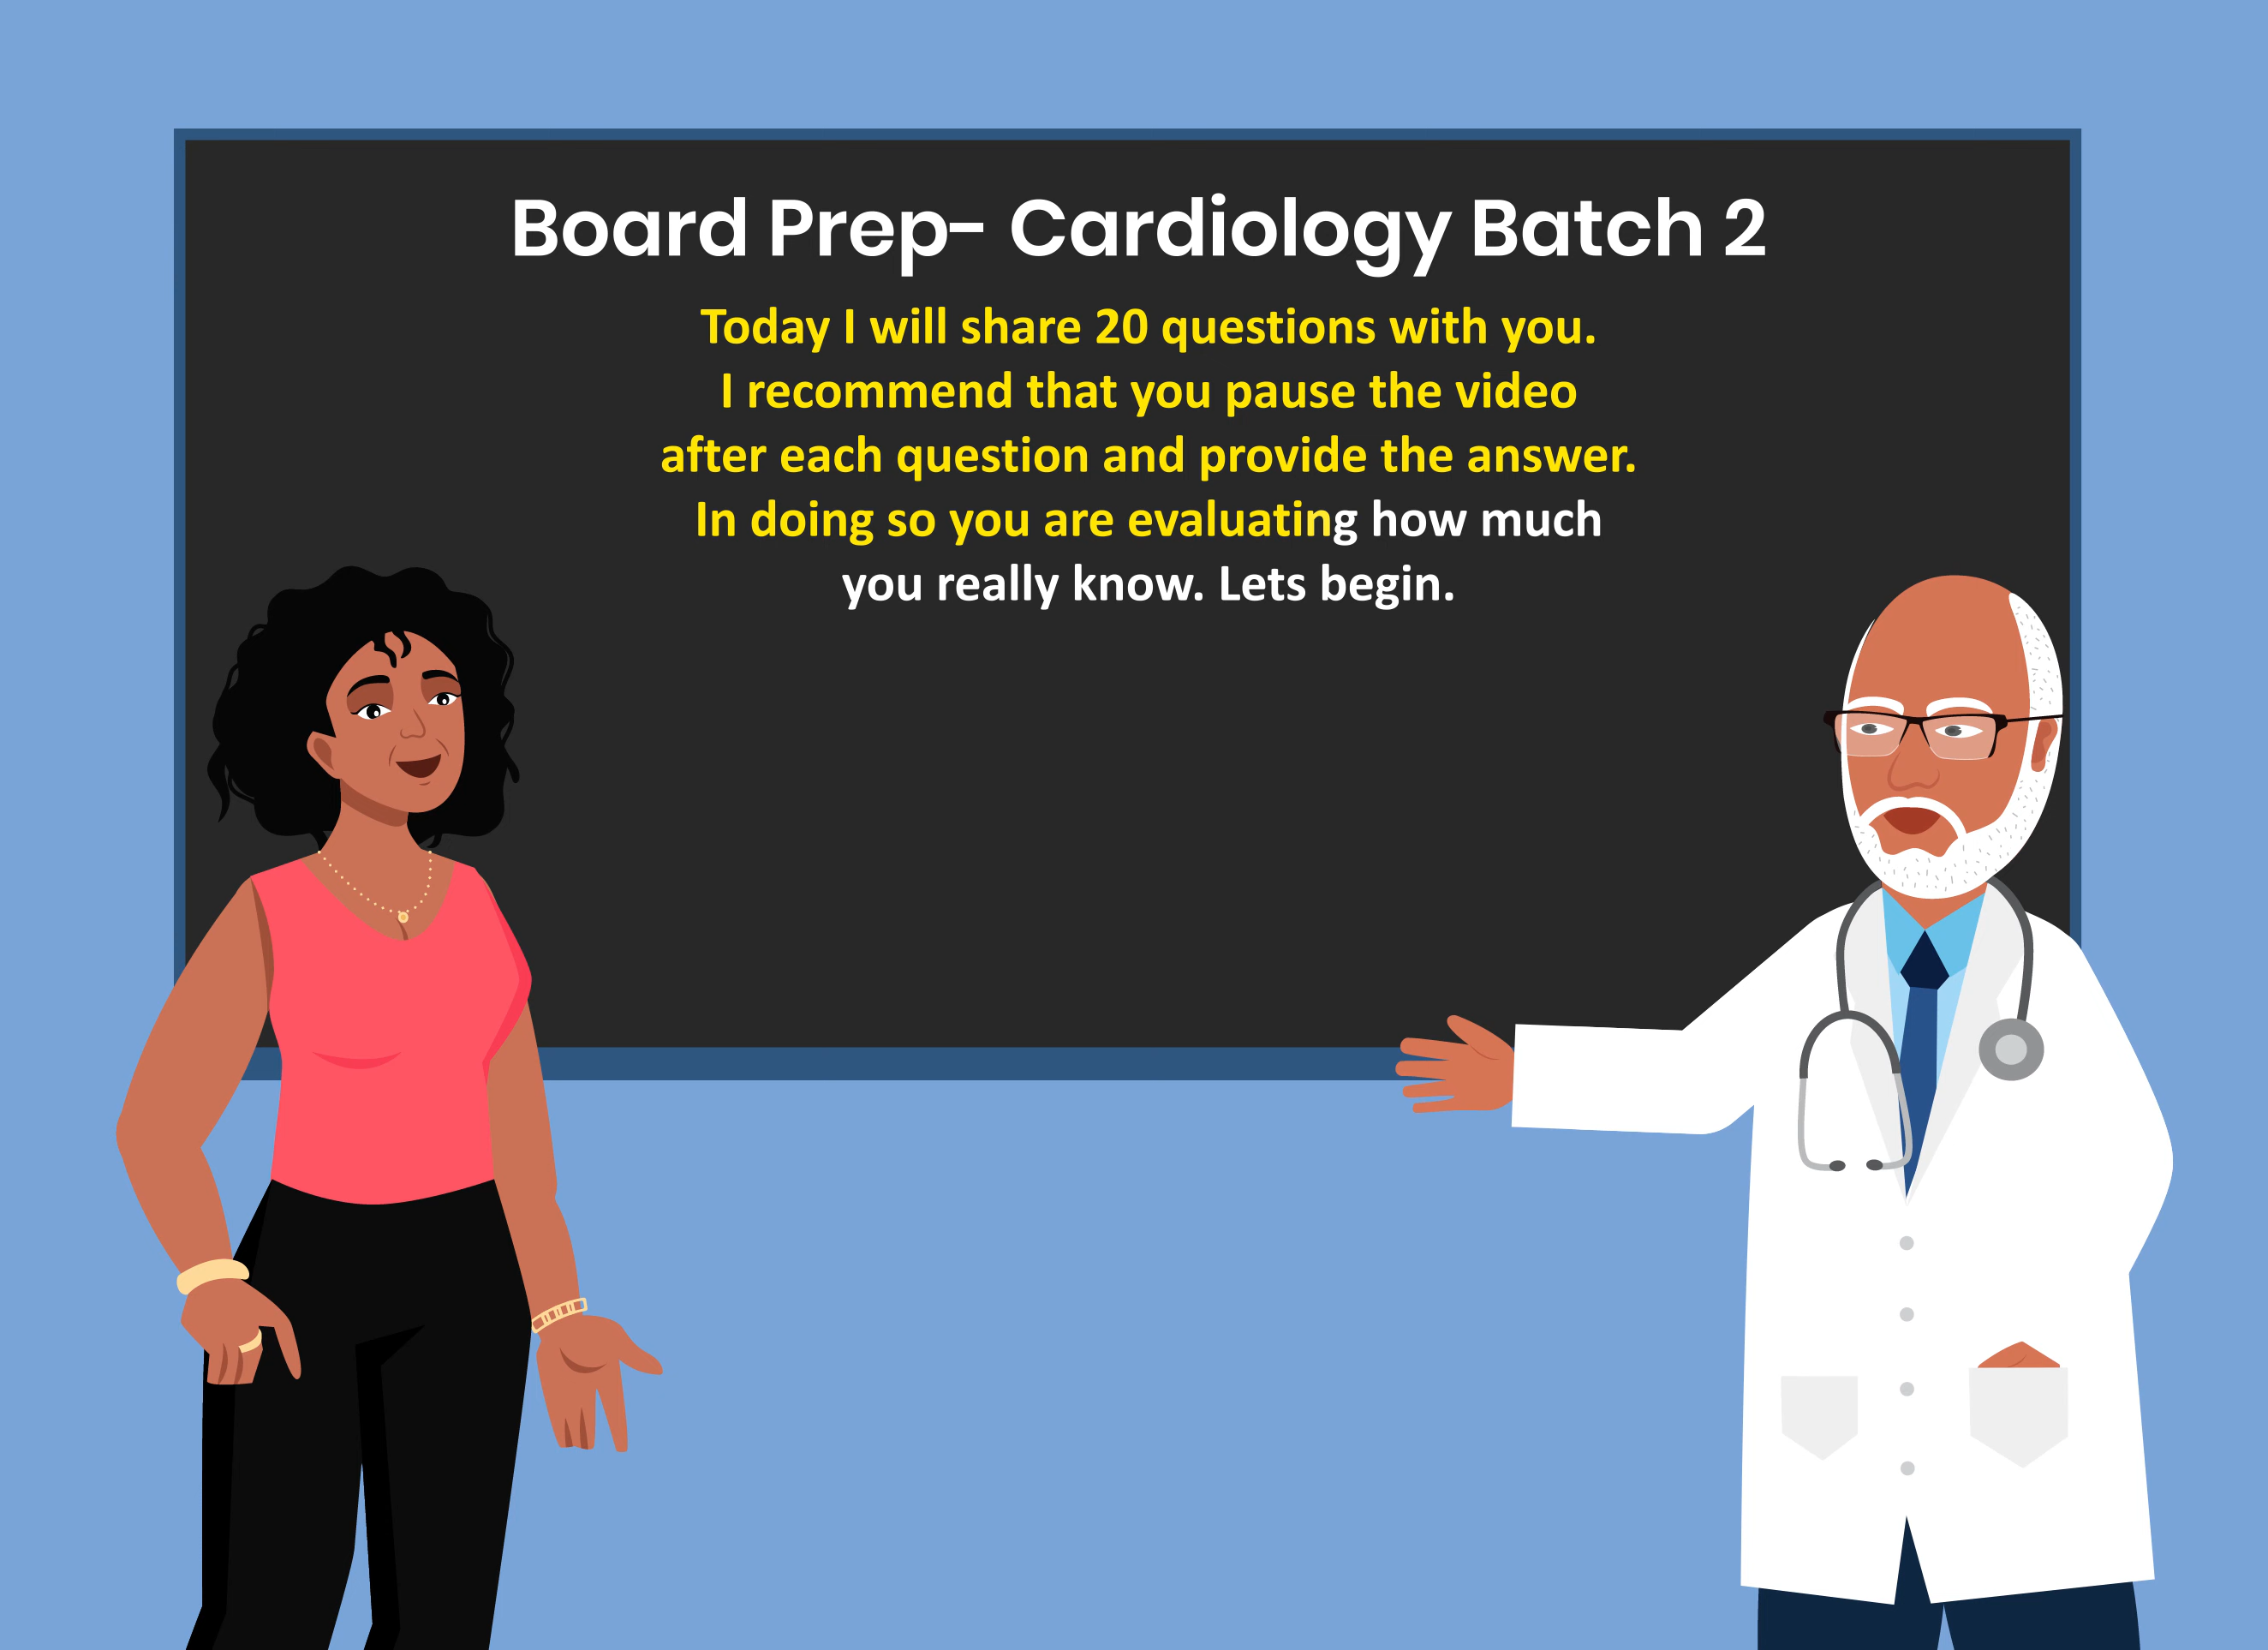 Board Prep- Cardiology Batch 2
Today I will share 20 questions with you.
I recommend that you pause the video
after each question and provide the answer.
In doing so you are evaluating how much
you really know. Lets begin.